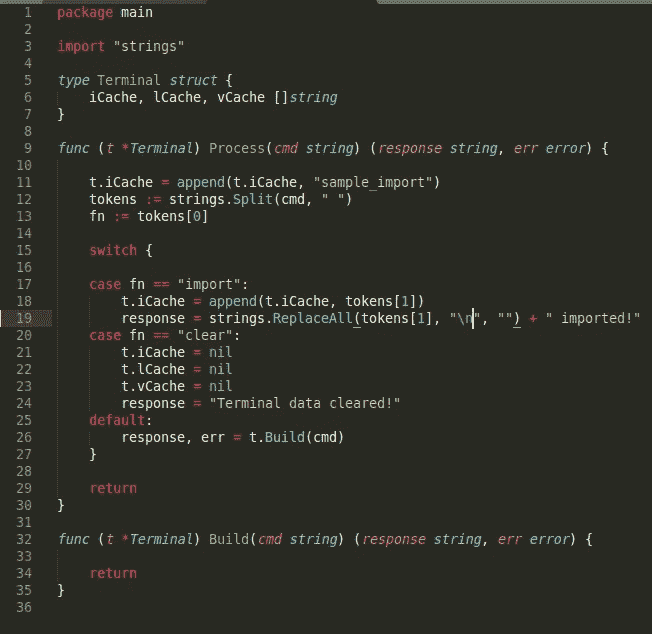 1 package main
2
3 import "strings"
4
5 type Terminal struct {
6 iCache, lCache, vCache []string
7 }
8
9 func (t *Terminal) Process(cmd string) (response string, err error) {
10
11 t.iCache = append(t.iCache, "sample_import")
12 tokens := strings.Split(cmd, " ")
13 fn := tokens[0]
14
15 switch {
16
17 case fn == "import":
18 t.iCache = append(t.iCache, tokens[1])
19 response = strings.ReplaceAll(tokens[1], "\n", "") + " imported!"
20 case fn == "clear":
21 t.iCache = nil
22 t.lCache = nil
23 t.vCache = nil
24 response = "Terminal data cleared!"
25 default:
26 response, err = t.Build(cmd)
27 }
28
29 return
30 }
31
32 func (t *Terminal) Build(cmd string) (response string, err error) {
33
34 return
35 }
36